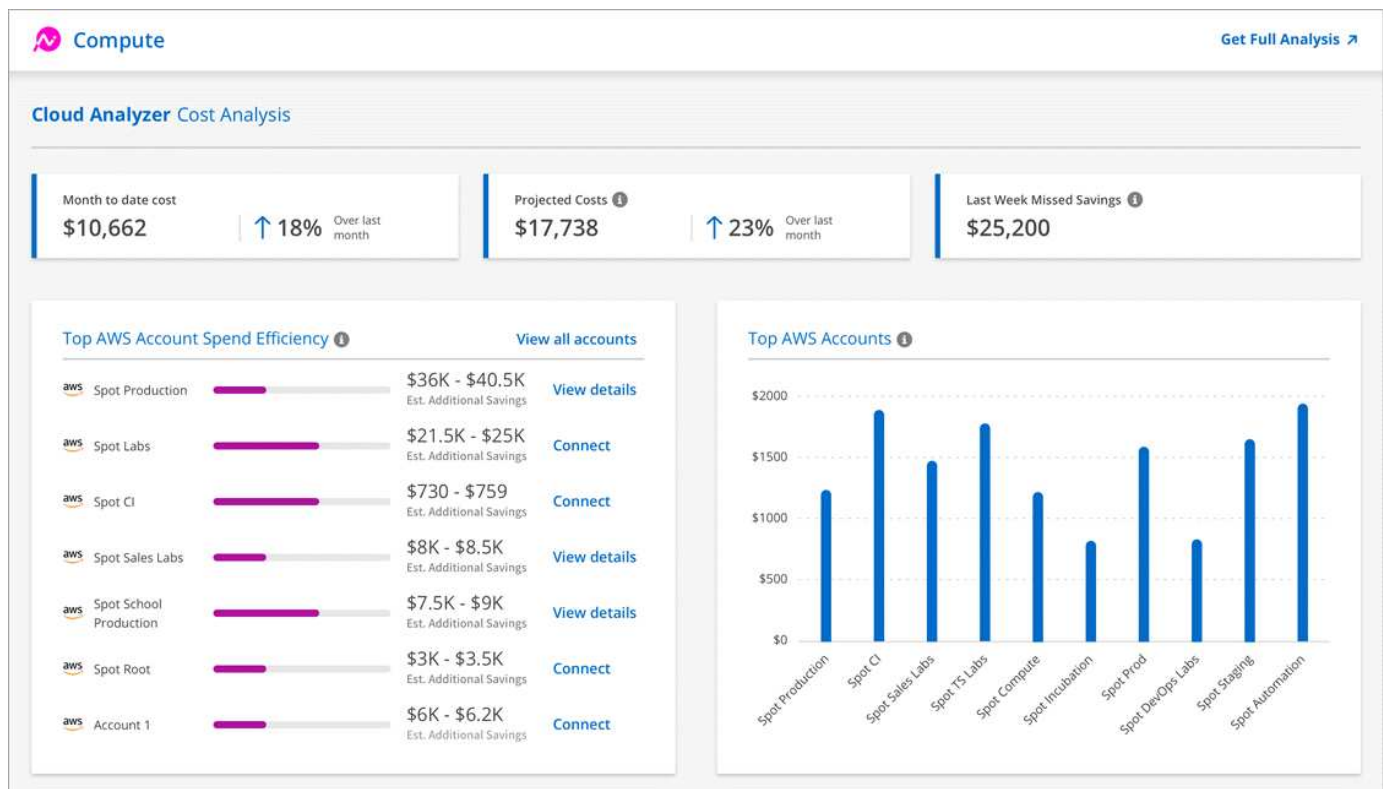 Compute
Get Full Analysis ↗
Cloud Analyzer Cost Analysis
Month to date cost
$10,662
↑ 18%
Over last
month
Projected Costs
$17,738
↑ 23%
Over last
month
Last Week Missed Savings
$25,200
Top AWS Account Spend Efficiency
View all accounts
aws Spot Production
$36K - $40.5K
Est. Additional Savings
View details
aws Spot Labs
$21.5K - $25K
Est. Additional Savings
Connect
aws Spot CI
$730 - $759
Est. Additional Savings
Connect
aws Spot Sales Labs
$8K - $8.5K
Est. Additional Savings
View details
aws Spot School
Production
$7.5K - $9K
Est. Additional Savings
View details
aws Spot Root
$3K - $3.5K
Est. Additional Savings
Connect
aws Account 1
$6K - $6.2K
Est. Additional Savings
Connect
Top AWS Accounts
$2000
$1500
$1000
$500
$0
Spot Production
Spot CI
Spot Sales Labs
Spot TS Labs
Spot Compute
Spot Incubation
Spot Prod
Spot DevOps Labs
Spot Staging
Spot Automation